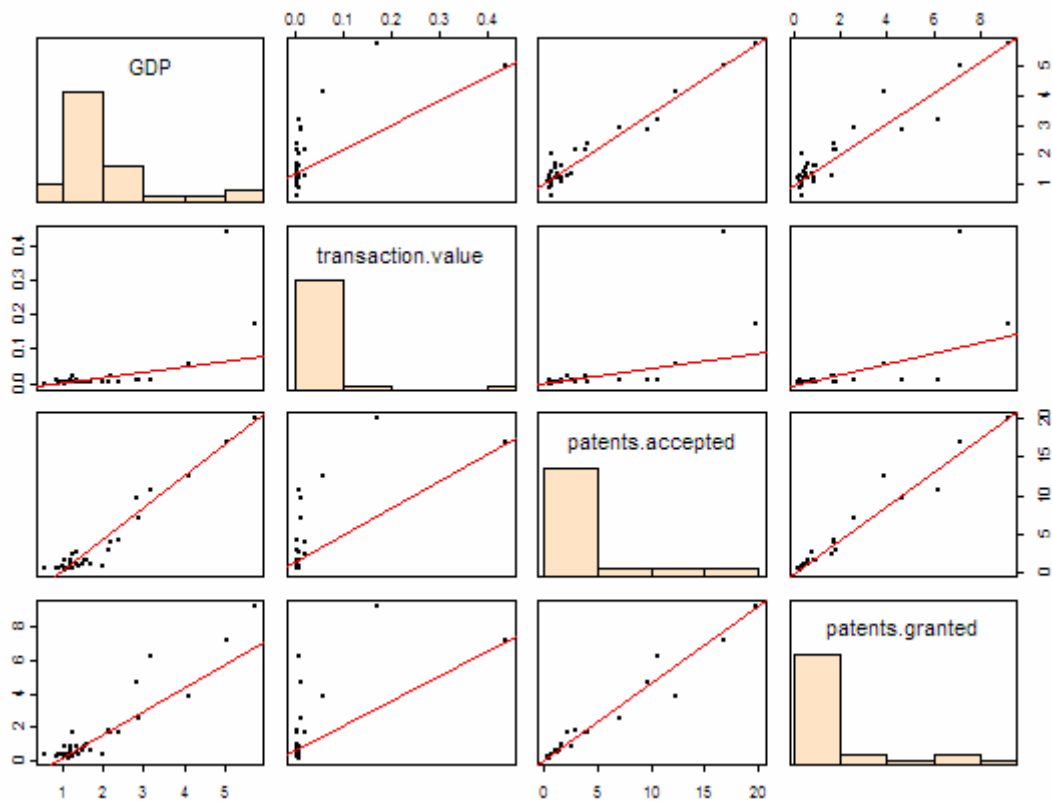 0.0 0.1 0.2 0.3 0.4
0 2 4 6 8
GDP
1 2 3 4 5
0.0 0.1 0.2 0.3 0.4
transaction.value
patents.accepted
0 5 10 15 20
0 2 4 6 8
patents.granted
1 2 3 4 5
0 5 10 15 20